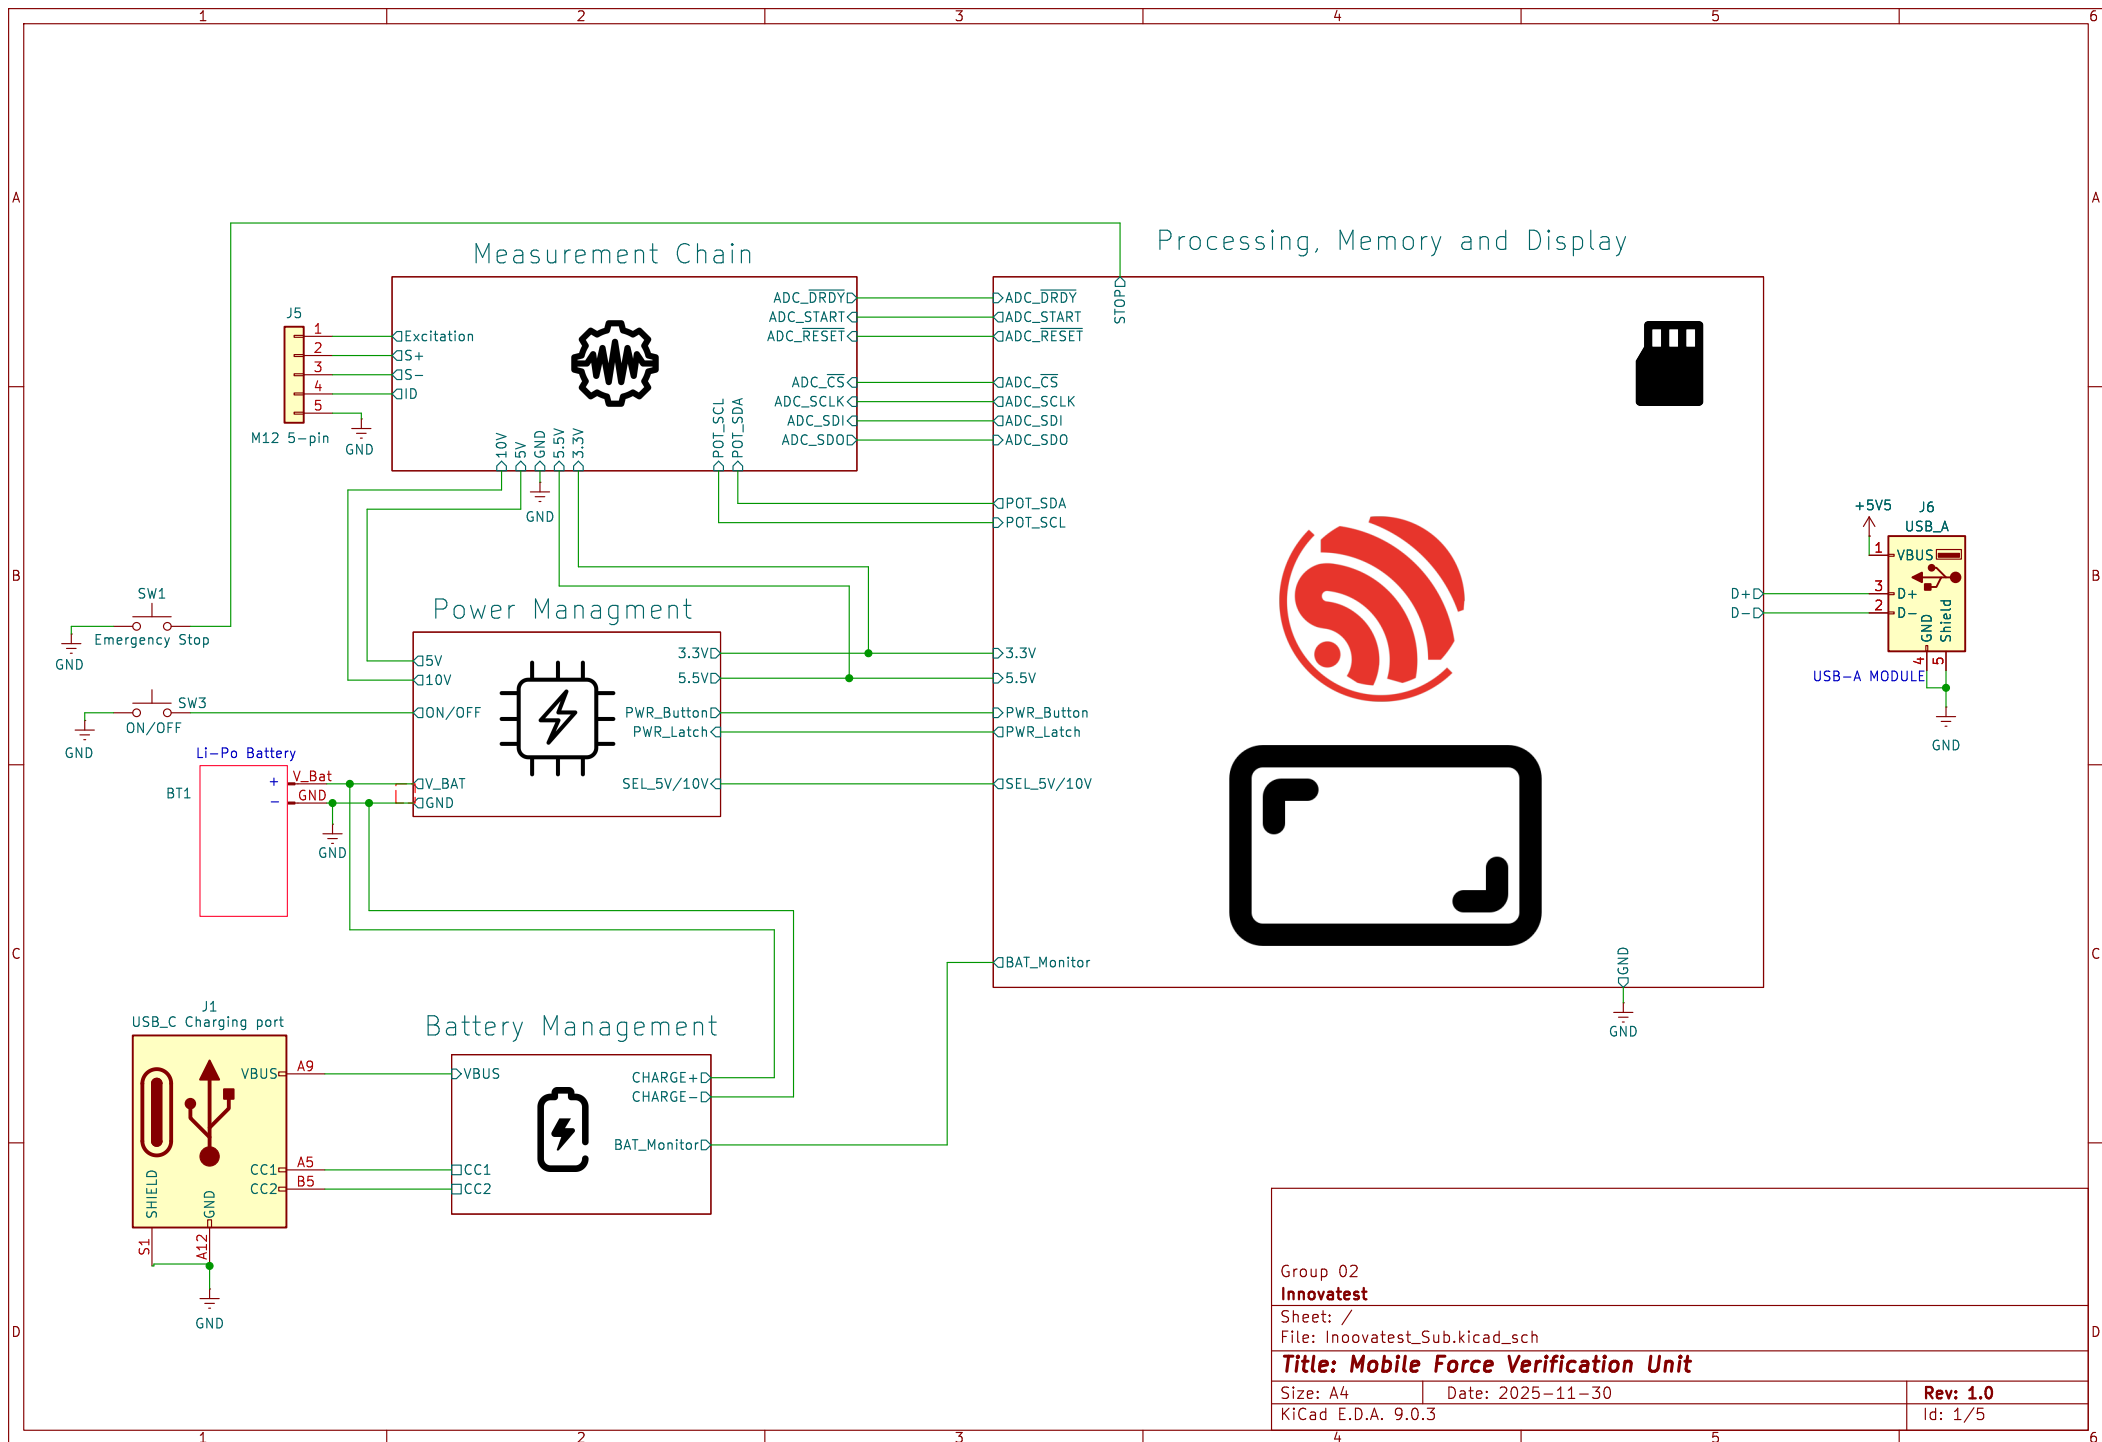 1 2 3 4 5 6
A A
B B
C C
D D
1 2 3 4 5 6
Measurement Chain
ADC_DRDY
ADC_START
ADC_RESET
ADC_CS
ADC_SCLK
ADC_SDI
ADC_SDO
Excitation
S+
S-
ID
10V
5V
GND
5.5V
3.3V
POT_SCL
POT_SDA
GND
J5
1
2
3
4
5
M12 5-pin
GND
Processing, Memory and Display
STOP
ADC_DRDY
ADC_START
ADC_RESET
ADC_CS
ADC_SCLK
ADC_SDI
ADC_SDO
POT_SDA
POT_SCL
3.3V
5.5V
PWR_Button
PWR_Latch
SEL_5V/10V
BAT_Monitor
D+
D-
GND
GND
+5V5
J6
USB_A
1
3
2
VBUS
D+
D-
GND
Shield
4
5
USB-A MODULE
GND
SW1
Emergency Stop
GND
SW3
ON/OFF
GND
Power Managment
5V
10V
ON/OFF
V_BAT
GND
3.3V
5.5V
PWR_Button
PWR_Latch
SEL_5V/10V
Li-Po Battery
BT1
+
-
V_Bat
GND
GND
Battery Management
VBUS
CC1
CC2
CHARGE+
CHARGE-
BAT_Monitor
J1
USB_C Charging port
VBUS
CC1
CC2
A9
A5
B5
SHIELD
GND
S1
A12
GND
Group 02
Innovatest
Sheet: /
File: Inoovatest_Sub.kicad_sch
Title: Mobile Force Verification Unit
Size: A4 Date: 2025-11-30 Rev: 1.0
KiCad E.D.A. 9.0.3 Id: 1/5